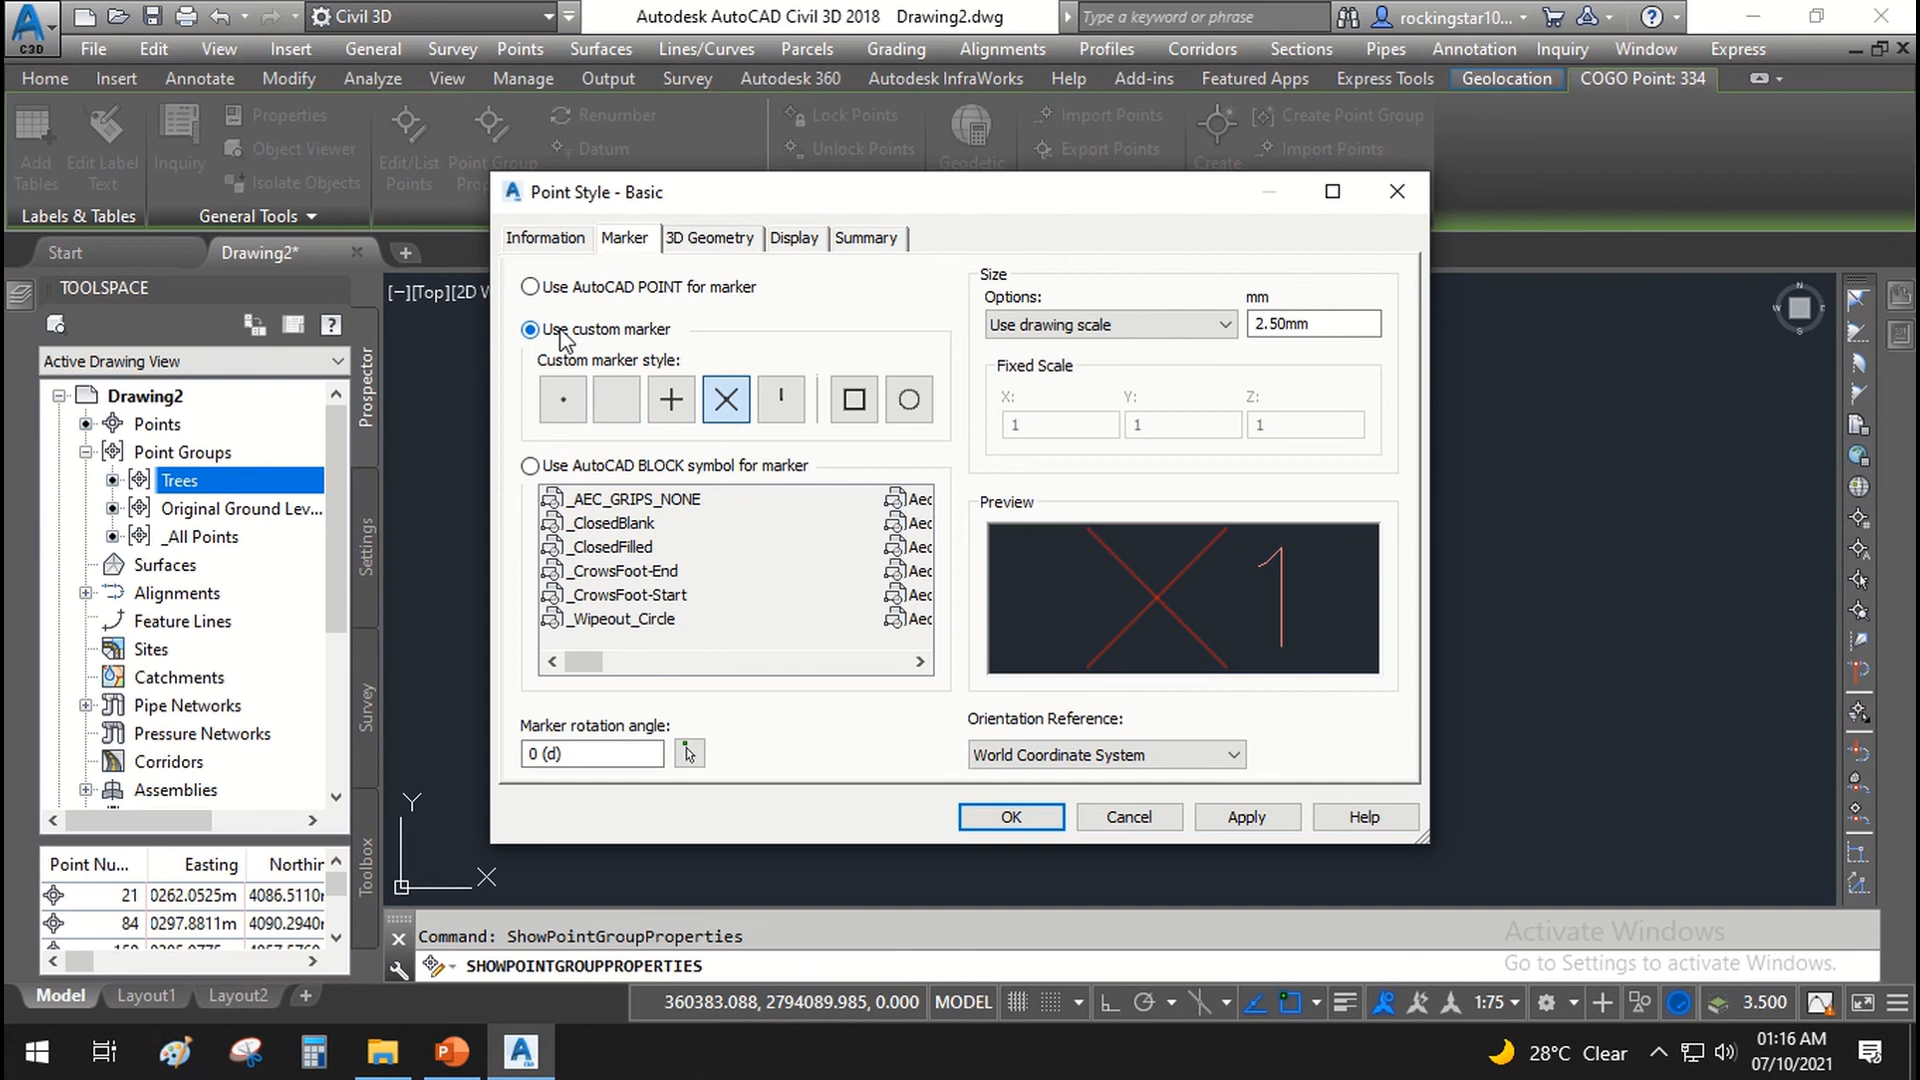 Civil 3D
Autodesk AutoCAD Civil 3D 2018 Drawing2.dwg
Type a keyword or phrase
rockingstar10...
C3D
File Edit View Insert General Survey Points Surfaces Lines/Curves Parcels Grading Alignments Profiles Corridors Sections Pipes Annotation Inquiry Window Express
Home Insert Annotate Modify Analyze View Manage Output Survey Autodesk 360 Autodesk InfraWorks Help Add-ins Featured Apps Express Tools Geolocation COGO Point: 334
Properties Renumber Lock Points Import Points Create Point Group
Object Viewer Datum Unlock Points Export Points Import Points
Add Tables
Edit Label Text
Inquiry
Isolate Objects
Edit/List Points
Point Group
Geodetic
Create
Labels & Tables
General Tools
Start
Drawing2*
TOOLSPACE
Active Drawing View
Drawing2
Points
Point Groups
Trees
Original Ground Lev...
_All Points
Surfaces
Alignments
Feature Lines
Sites
Catchments
Pipe Networks
Pressure Networks
Corridors
Assemblies
Prospector
Settings
Survey
Toolbox
Point Nu... Easting Northir
21 0262.0525m 4086.5110r
84 0297.8811m 4090.2940r
[−][Top][2D W
Point Style - Basic
Information Marker 3D Geometry Display Summary
Use AutoCAD POINT for marker
Use custom marker
Custom marker style:
Use AutoCAD BLOCK symbol for marker
_AEC_GRIPS_NONE Aec
_ClosedBlank Aec
_ClosedFilled Aec
_CrowsFoot-End Aec
_CrowsFoot-Start Aec
_Wipeout_Circle Aec
Marker rotation angle:
0 (d)
Size
Options: mm
Use drawing scale 2.50mm
Fixed Scale
X: Y: Z:
1 1 1
Preview
1
Orientation Reference:
World Coordinate System
OK Cancel Apply Help
N
S
Y
X
Command: ShowPointGroupProperties
SHOWPOINTGROUPPROPERTIES
Activate Windows
Go to Settings to activate Windows.
Model Layout1 Layout2
360383.088, 2794089.985, 0.000 MODEL 1:75 3.500
28°C Clear
01:16 AM
07/10/2021